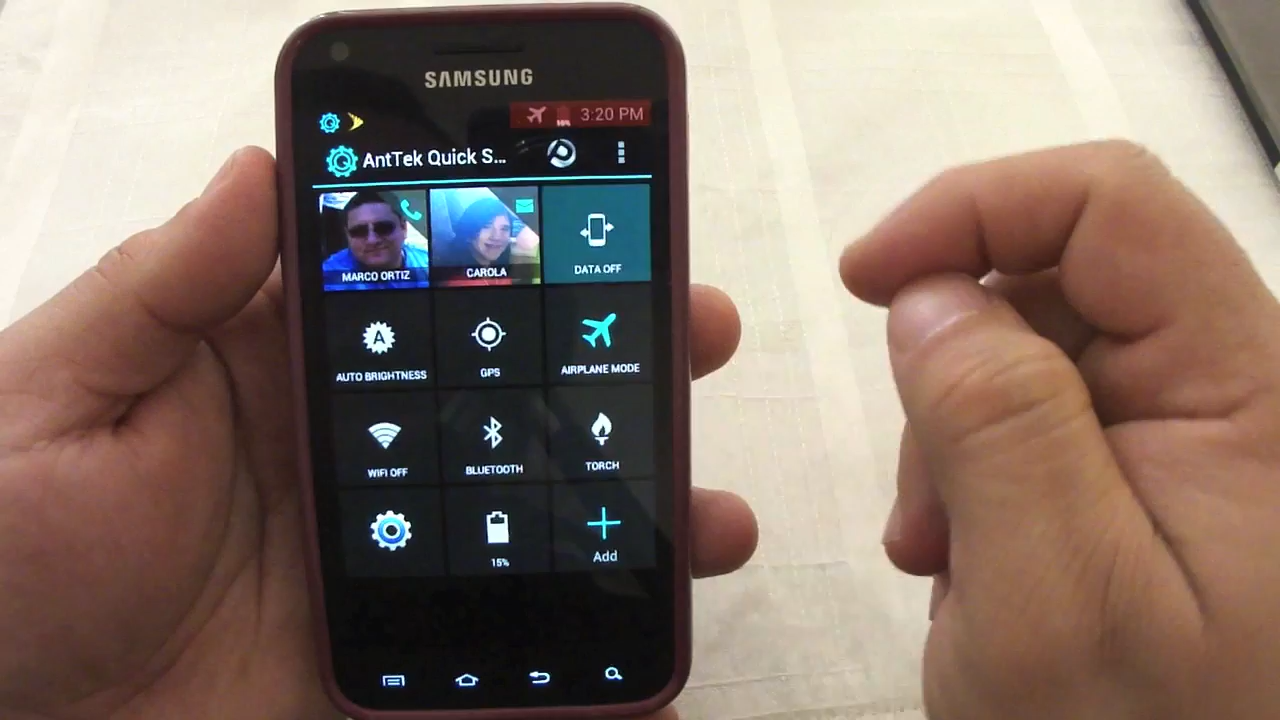 SAMSUNG
3:20 PM
AntTek Quick S...
MARCO ORTIZ
CAROLA
DATA OFF
AUTO BRIGHTNESS
GPS
AIRPLANE MODE
WIFI OFF
BLUETOOTH
TORCH
15%
Add